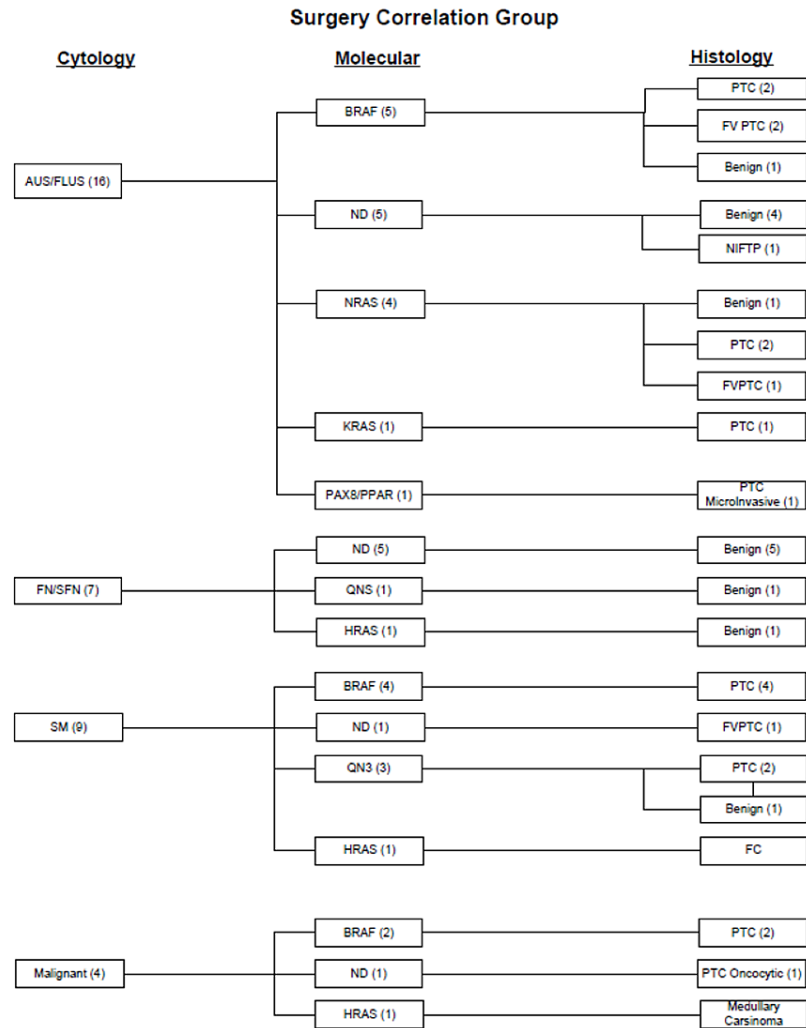 Surgery Correlation Group
Cytology
Molecular
Histology
AUS/FLUS (16)
BRAF (5)
PTC (2)
FV PTC (2)
Benign (1)
ND (5)
Benign (4)
NIFTP (1)
NRAS (4)
Benign (1)
PTC (2)
FVPTC (1)
KRAS (1)
PTC (1)
PAX8/PPAR (1)
PTC
MicroInvasive (1)
FN/SFN (7)
ND (5)
Benign (5)
QNS (1)
Benign (1)
HRAS (1)
Benign (1)
SM (9)
BRAF (4)
PTC (4)
ND (1)
FVPTC (1)
QN3 (3)
PTC (2)
Benign (1)
HRAS (1)
FC
Malignant (4)
BRAF (2)
PTC (2)
ND (1)
PTC Oncocytic (1)
HRAS (1)
Medullary
Carsinoma